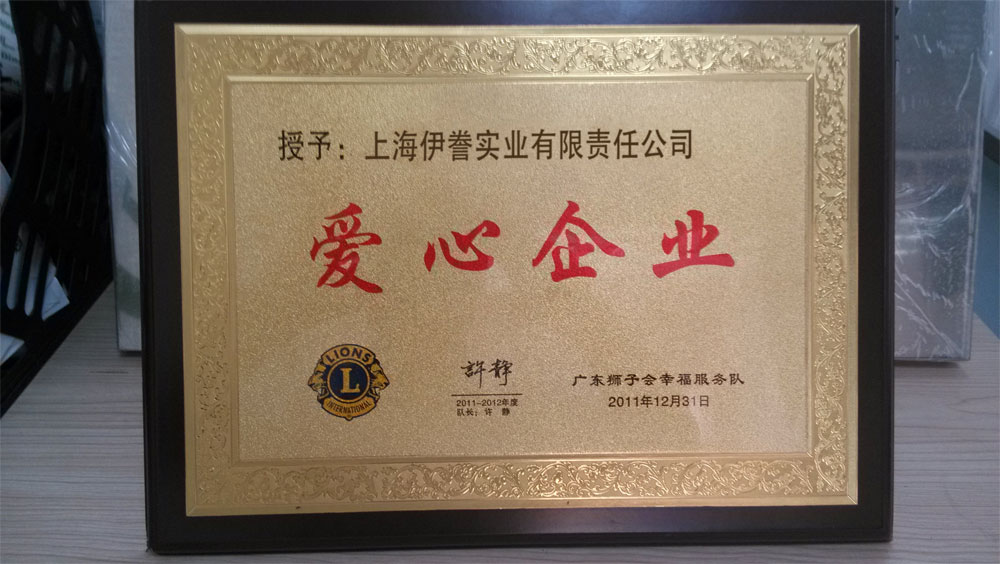 授予：上海伊誉实业有限责任公司
爱心企业
LIONS
L
INTERNATIONAL
許静
2011-2012年度
队长：许 静
广东狮子会幸福服务队
2011年12月31日